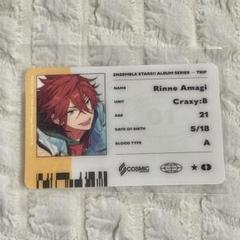 ENSEMBLE STARS!! ALBUM SERIES — TRIP
NAME Rinne Amagi
UNIT Crazy:B
AGE 21
DATE OF BIRTH 5/18
BLOOD TYPE A
COSMIC